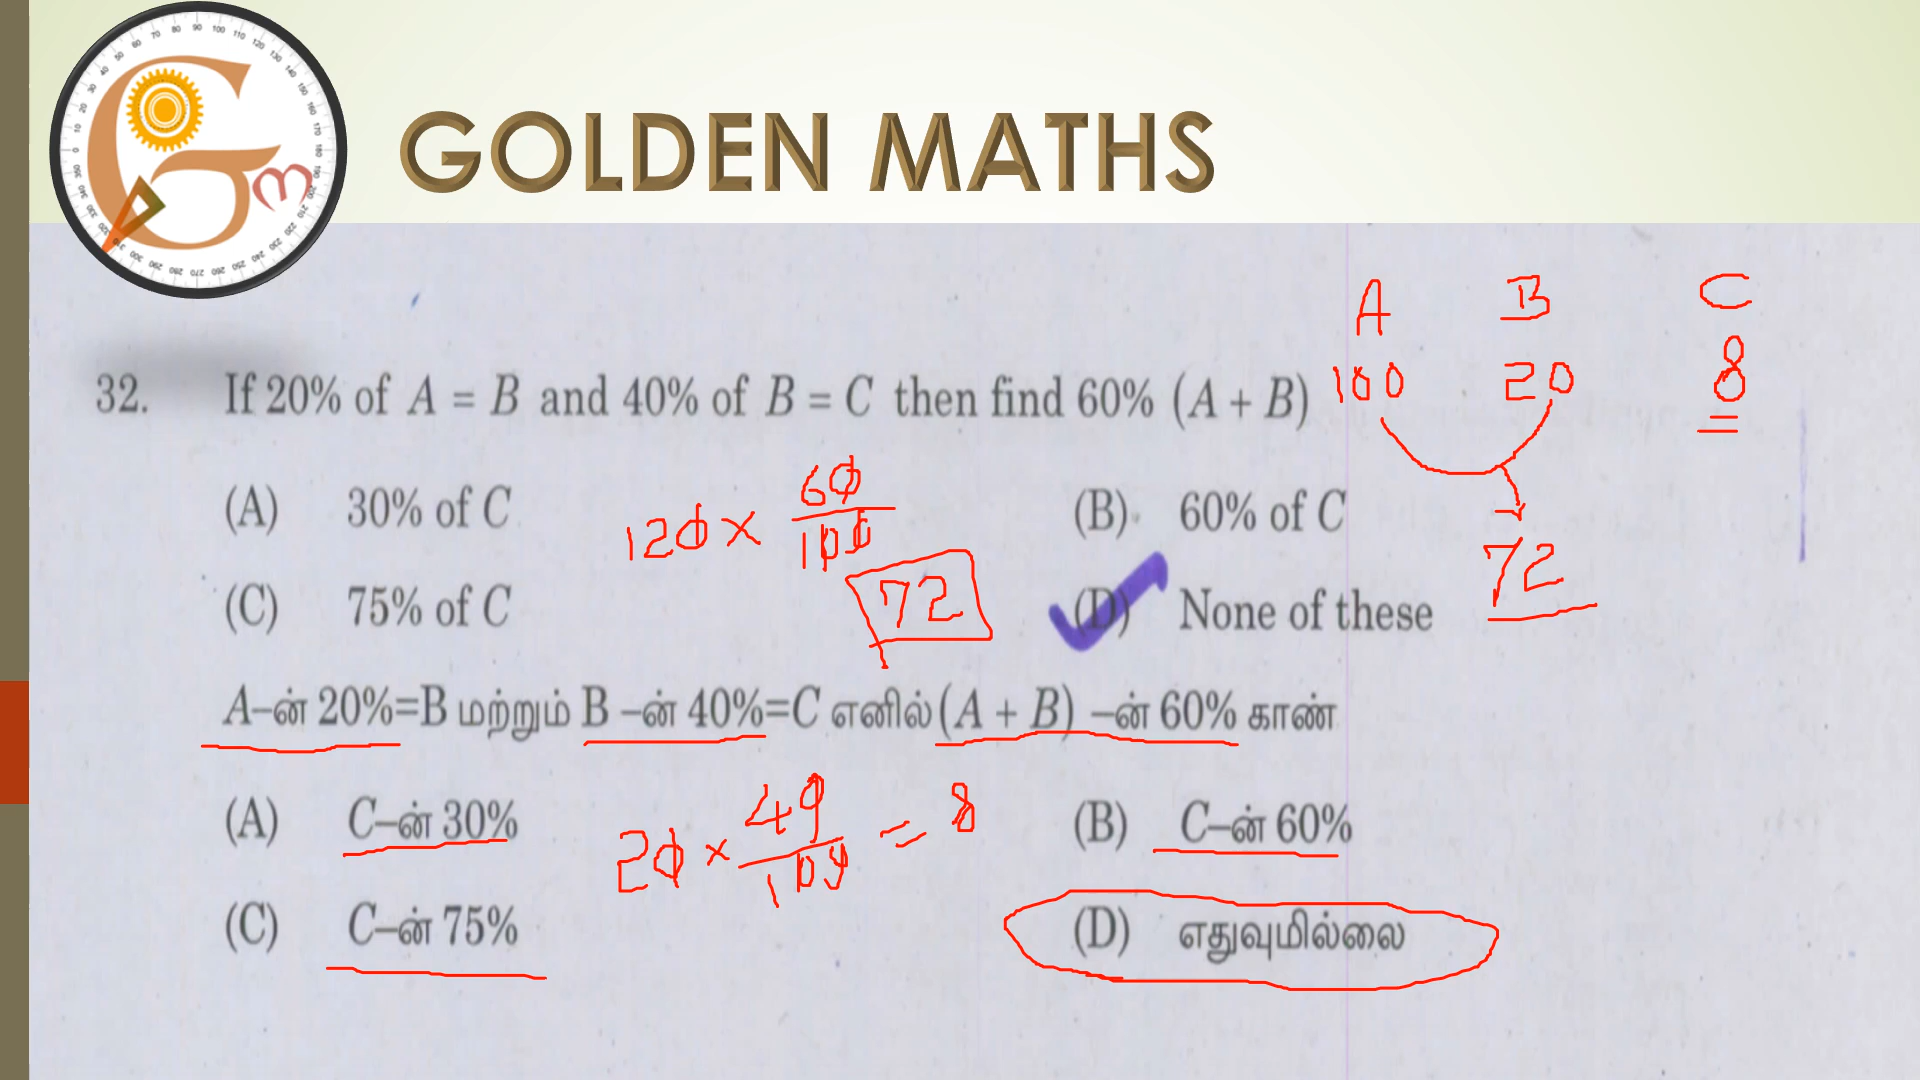 GOLDEN MATHS
A B C
100 20 8
32. If 20% of A = B and 40% of B = C then find 60% (A + B)
(A) 30% of C (B) 60% of C
120 × 60/100
72
72
(C) 75% of C (D) None of these
A–ன் 20%=B மற்றும் B –ன் 40%=C எனில் (A + B) –ன் 60% காண்
(A) C–ன் 30% (B) C–ன் 60%
20 × 40/100 = 8
(C) C–ன் 75% (D) எதுவுமில்லை